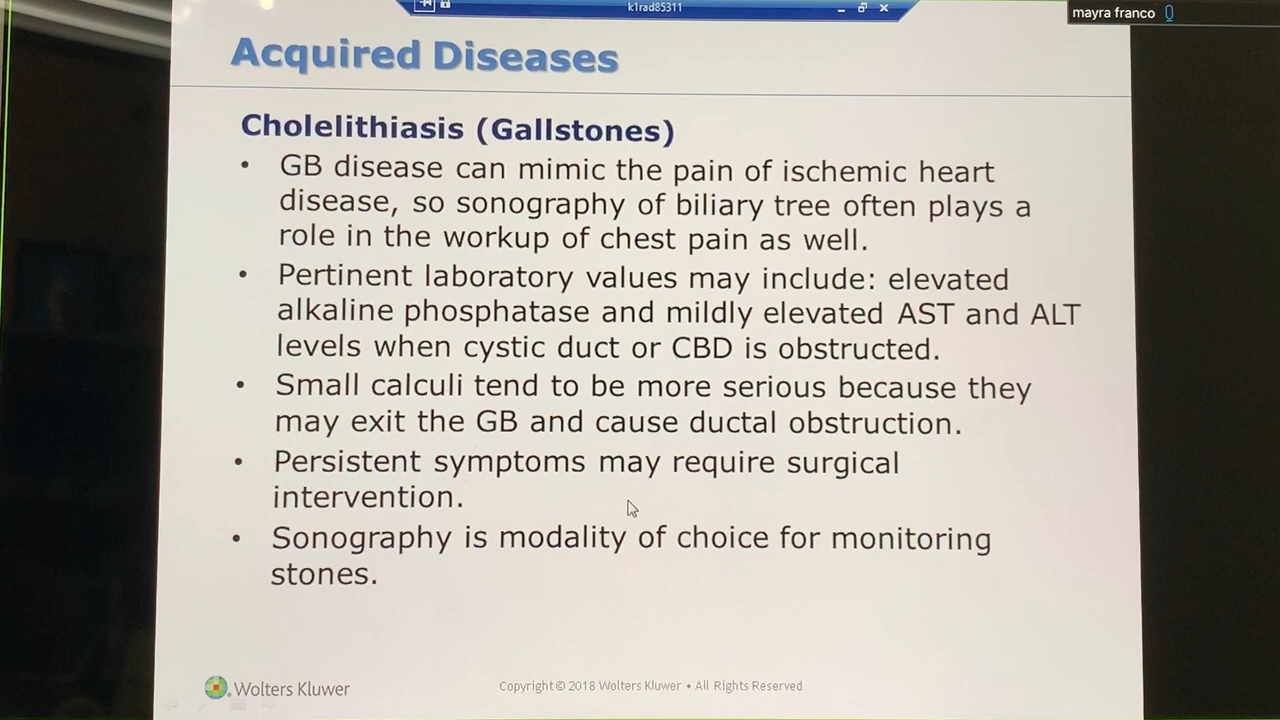 k1rad85311
mayra franco
Acquired Diseases
Cholelithiasis (Gallstones)
• GB disease can mimic the pain of ischemic heart
disease, so sonography of biliary tree often plays a
role in the workup of chest pain as well.
• Pertinent laboratory values may include: elevated
alkaline phosphatase and mildly elevated AST and ALT
levels when cystic duct or CBD is obstructed.
• Small calculi tend to be more serious because they
may exit the GB and cause ductal obstruction.
• Persistent symptoms may require surgical
intervention.
• Sonography is modality of choice for monitoring
stones.
Wolters Kluwer
Copyright © 2018 Wolters Kluwer • All Rights Reserved